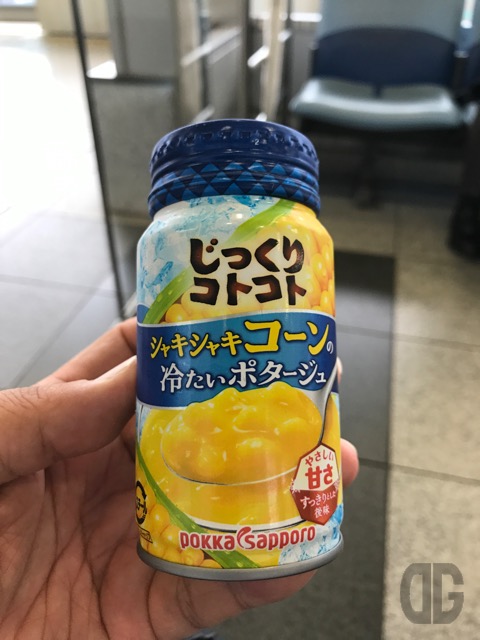 じっくり
コトコト
シャキシャキコーンの
冷たいポタージュ
やさしい
甘さ
すっきりとした
後味
pokka sapporo
DG